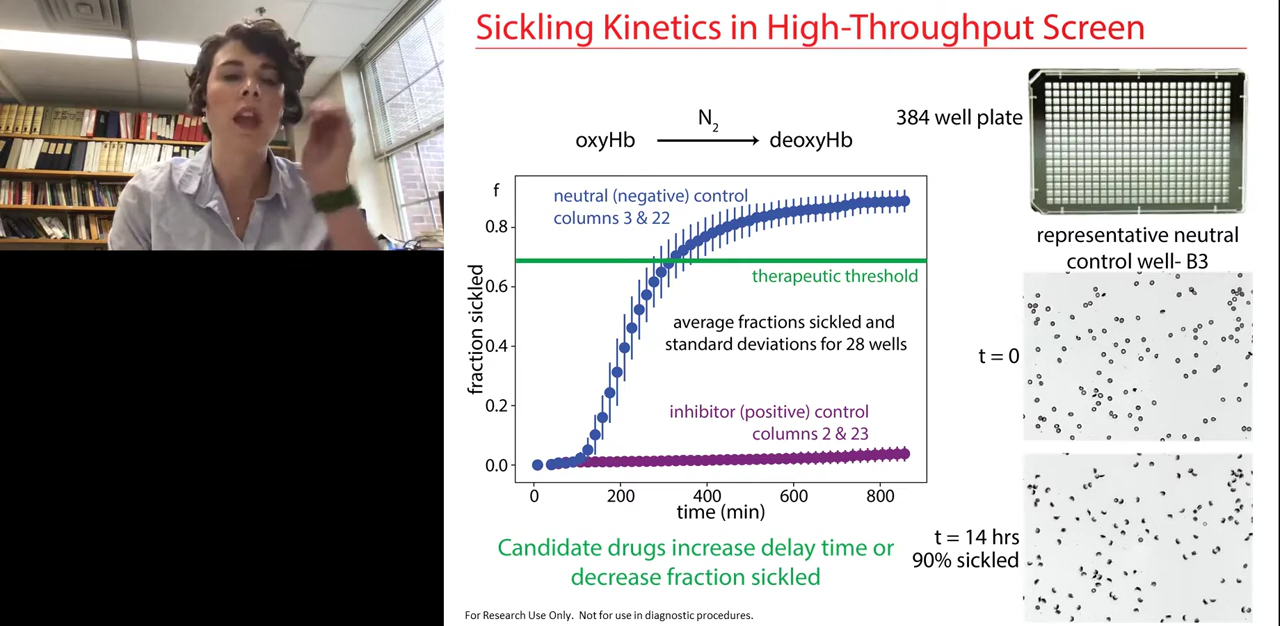 Sickling Kinetics in High-Throughput Screen
oxyHb
N2
deoxyHb
384 well plate
f
neutral (negative) control
columns 3 & 22
therapeutic threshold
average fractions sickled and
standard deviations for 28 wells
inhibitor (positive) control
columns 2 & 23
fraction sickled
0.8
0.6
0.4
0.2
0.0
0
200
400
600
800
time (min)
representative neutral
control well- B3
t = 0
t = 14 hrs
90% sickled
Candidate drugs increase delay time or
decrease fraction sickled
For Research Use Only. Not for use in diagnostic procedures.